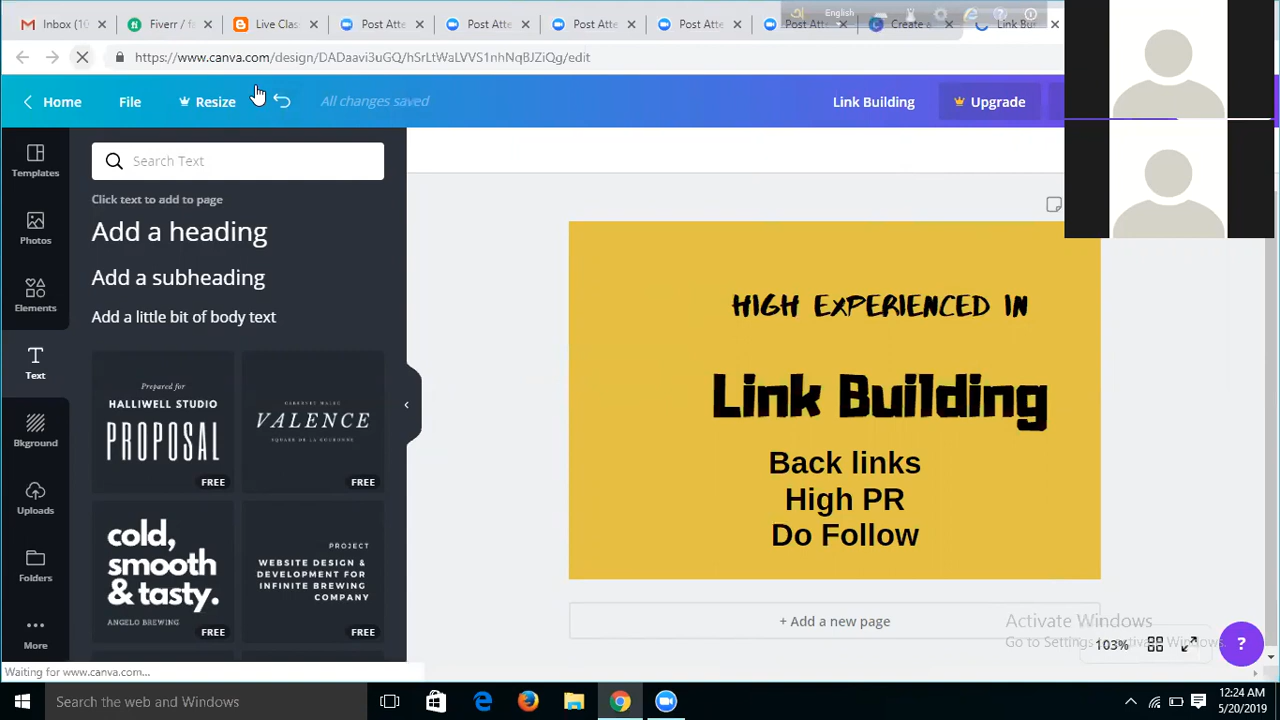 Inbox (10
Fiverr /
Live Clas
Post Atte
Post Atte
Post Atte
Post Atte
Post Atte
Create a
Link Bui
English
https://www.canva.com/design/DADaavi3uGQ/hSrLtWaLVVS1nhNqBJZiQg/edit
Home
File
Resize
All changes saved
Link Building
Upgrade
Templates
Photos
Elements
Text
Bkground
Uploads
Folders
More
Search Text
Click text to add to page
Add a heading
Add a subheading
Add a little bit of body text
Prepared for
HALLIWELL STUDIO
PROPOSAL
FREE
VALENCE
FREE
cold,
smooth
& tasty.
ANGELO BREWING
FREE
PROJECT
WEBSITE DESIGN &
DEVELOPMENT FOR
INFINITE BREWING
COMPANY
FREE
HIGH EXPERIENCED IN
Link Building
Back links
High PR
Do Follow
+ Add a new page
Activate Windows
Go to Settings to activate Windows.
103%
?
Waiting for www.canva.com...
Search the web and Windows
12:24 AM
5/20/2019